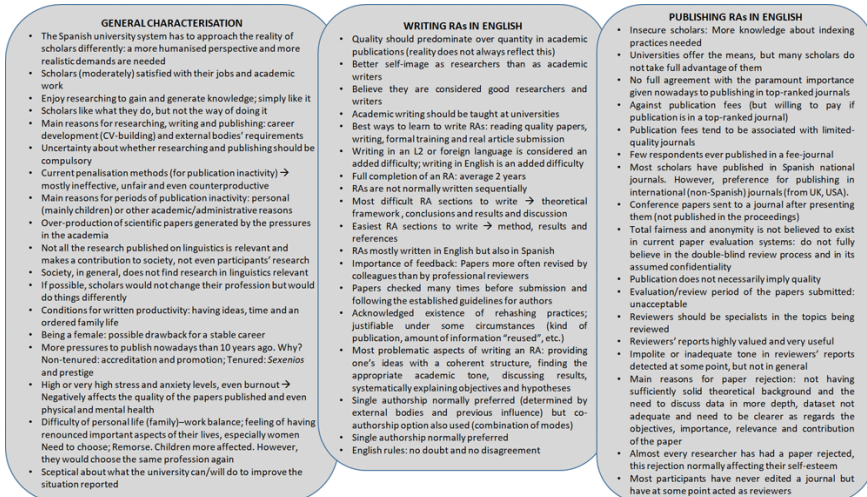 GENERAL CHARACTERISATION
• The Spanish university system has to approach the reality of
scholars differently: a more humanised perspective and more
realistic demands are needed
• Scholars (moderately) satisfied with their jobs and academic
work
• Enjoy researching to gain and generate knowledge; simply like it
• Scholars like what they do, but not the way of doing it
• Main reasons for researching, writing and publishing: career
development (CV-building) and external bodies' requirements
• Uncertainty about whether researching and publishing should be
compulsory
• Current penalisation methods (for publication inactivity) →
mostly ineffective, unfair and even counterproductive
• Main reasons for periods of publication inactivity: personal
(mainly children) or other academic/administrative reasons
• Over-production of scientific papers generated by the pressures
in the academia
• Not all the research published on linguistics is relevant and
makes a contribution to society, not even participants' research
• Society, in general, does not find research in linguistics relevant
• If possible, scholars would not change their profession but would
do things differently
• Conditions for written productivity: having ideas, time and an
ordered family life
• Being a female: possible drawback for a stable career
• More pressures to publish nowadays than 10 years ago. Why?
Non-tenured: accreditation and promotion; Tenured: Sexenios
and prestige
• High or very high stress and anxiety levels, even burnout →
Negatively affects the quality of the papers published and even
physical and mental health
• Difficulty of personal life (family)–work balance; feeling of having
renounced important aspects of their lives, especially women
Need to choose; Remorse. Children more affected. However,
they would choose the same profession again
• Sceptical about what the university can/will do to improve the
situation reported
WRITING RAs IN ENGLISH
• Quality should predominate over quantity in academic
publications (reality does not always reflect this)
• Better self-image as researchers than as academic
writers
• Believe they are considered good researchers and
writers
• Academic writing should be taught at universities
• Best ways to learn to write RAs: reading quality papers,
writing, formal training and real article submission
• Writing in an L2 or foreign language is considered an
added difficulty; writing in English is an added difficulty
• Full completion of an RA: average 2 years
• RAs are not normally written sequentially
• Most difficult RA sections to write → theoretical
framework , conclusions and results and discussion
• Easiest RA sections to write → method, results and
references
• RAs mostly written in English but also in Spanish
• Importance of feedback: Papers more often revised by
colleagues than by professional reviewers
• Papers checked many times before submission and
following the established guidelines for authors
• Acknowledged existence of rehashing practices;
justifiable under some circumstances (kind of
publication, amount of information "reused", etc.)
• Most problematic aspects of writing an RA: providing
one's ideas with a coherent structure, finding the
appropriate academic tone, discussing results,
systematically explaining objectives and hypotheses
• Single authorship normally preferred (determined by
external bodies and previous influence) but co-
authorship option also used (combination of modes)
• Single authorship normally preferred
• English rules: no doubt and no disagreement
PUBLISHING RAs IN ENGLISH
• Insecure scholars: More knowledge about indexing
practices needed
• Universities offer the means, but many scholars do
not take full advantage of them
• No full agreement with the paramount importance
given nowadays to publishing in top-ranked journals
• Against publication fees (but willing to pay if
publication is in a top-ranked journal)
• Publication fees tend to be associated with limited-
quality journals
• Few respondents ever published in a fee-journal
• Most scholars have published in Spanish national
journals. However, preference for publishing in
international (non-Spanish) journals (from UK, USA).
• Conference papers sent to a journal after presenting
them (not published in the proceedings)
• Total fairness and anonymity is not believed to exist
in current paper evaluation systems: do not fully
believe in the double-blind review process and in its
assumed confidentiality
• Publication does not necessarily imply quality
• Evaluation/review period of the papers submitted:
unacceptable
• Reviewers should be specialists in the topics being
reviewed
• Reviewers' reports highly valued and very useful
• Impolite or inadequate tone in reviewers' reports
detected at some point, but not in general
• Main reasons for paper rejection: not having
sufficiently solid theoretical background and the
need to discuss data in more depth, dataset not
adequate and need to be clearer as regards the
objectives, importance, relevance and contribution
of the paper
• Almost every researcher has had a paper rejected,
this rejection normally affecting their self-esteem
• Most participants have never edited a journal but
have at some point acted as reviewers